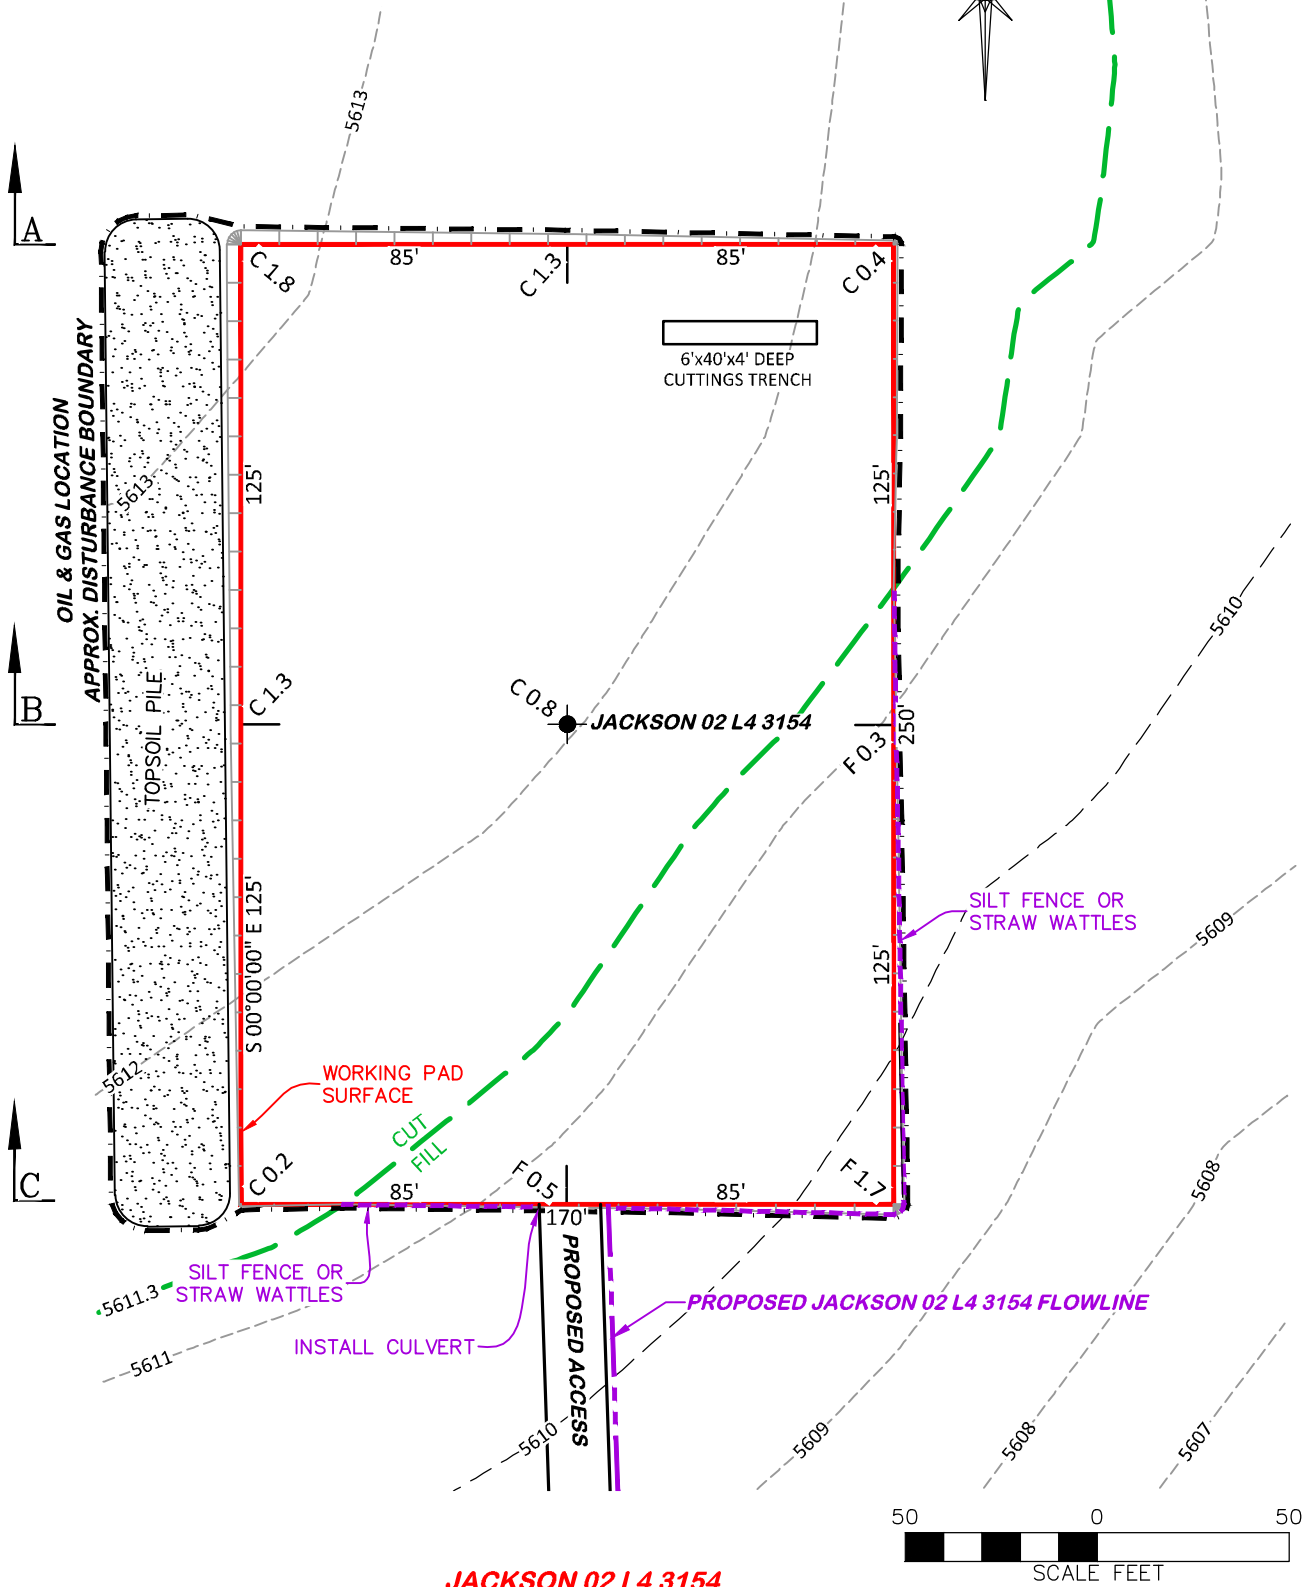 5613
A
C 1.8
85'
C 1.3
85'
C 0.4
6'x40'x4' DEEP
CUTTINGS TRENCH
OIL & GAS LOCATION
APPROX. DISTURBANCE BOUNDARY
125'
125'
5613
5610
B
C 1.3
TOPSOIL PILE
C 0.8
JACKSON 02 L4 3154
F 0.3
250'
S 00°00'00" E 125'
125'
SILT FENCE OR
STRAW WATTLES
5609
5612
WORKING PAD
SURFACE
CUT
FILL
C
C 0.2
85'
F 0.5
85'
F 1.7
5608
170'
SILT FENCE OR
STRAW WATTLES
5611.3
PROPOSED JACKSON 02 L4 3154 FLOWLINE
INSTALL CULVERT
PROPOSED ACCESS
5611
5610
5609
5608
5607
50 0 50
SCALE FEET
JACKSON 02 L4 3154